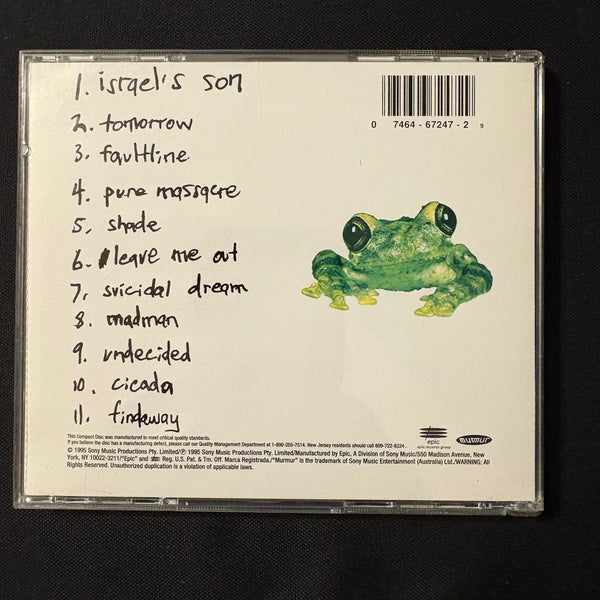 1. israel's son
2. tomorrow
3. faultline
4. pure massacre
5. shade
6. leave me out
7. suicidal dream
8. madman
9. undecided
10. cicada
11. findaway
0 7464-67247-2 9
epic
epic records group
murmur
This Compact Disc was manufactured to meet critical quality standards.
If you believe the disc has a manufacturing defect, please call our Quality Management Department at 1-800-255-7514. New Jersey residents should call 609-722-8224.
© 1995 Sony Music Productions Pty. Limited/℗ 1995 Sony Music Productions Pty. Limited/Manufactured by Epic, A Division of Sony Music/550 Madison Avenue, New
York, NY 10022-3211/"Epic" and Reg. U.S. Pat. & Tm. Off. Marca Registrada./"Murmur" is the trademark of Sony Music Entertainment (Australia) Ltd./WARNING: All
Rights Reserved. Unauthorized duplication is a violation of applicable laws.